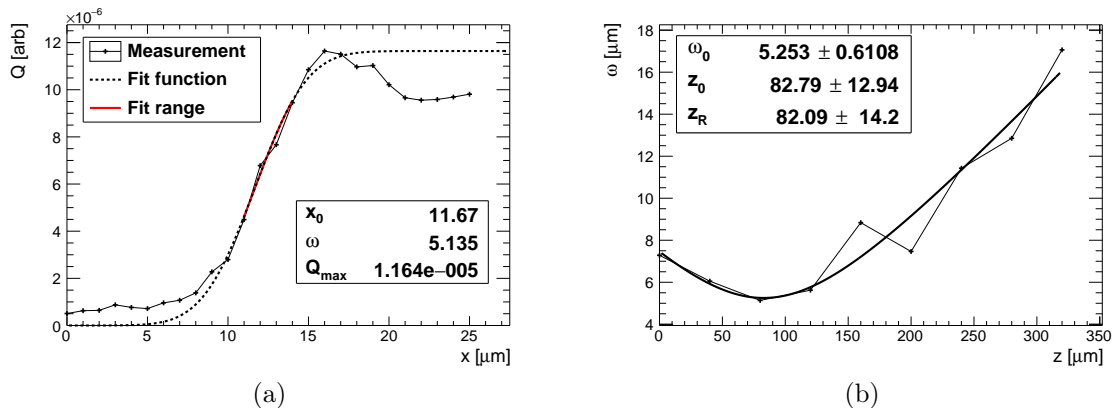 ×10⁻⁶
Q [arb]
12
10
8
6
4
2
0
Measurement
Fit function
Fit range
x₀ 11.67
ω 5.135
Qmax 1.164e−005
0 5 10 15 20 25
x [μm]
(a)
ω [μm]
18
16
14
12
10
8
6
4
ω₀ 5.253 ± 0.6108
z₀ 82.79 ± 12.94
zR 82.09 ± 14.2
0 50 100 150 200 250 300 350
z [μm]
(b)